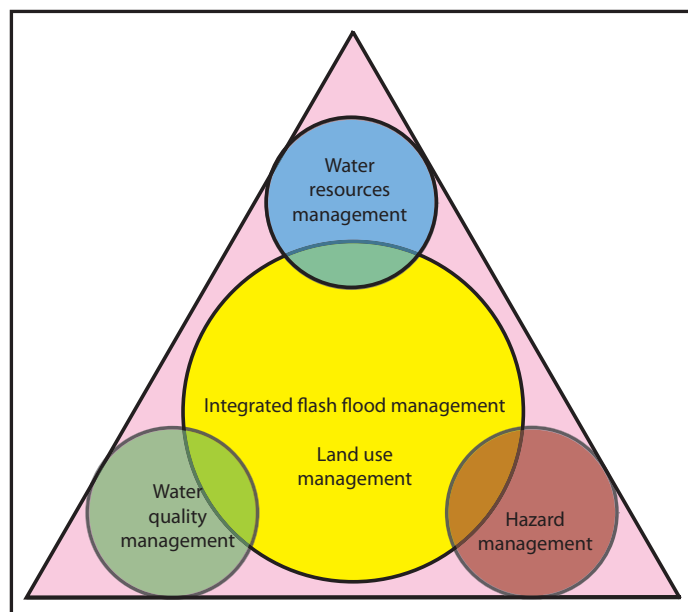 Water
resources
management
Integrated flash flood management
Land use
management
Water
quality
management
Hazard
management